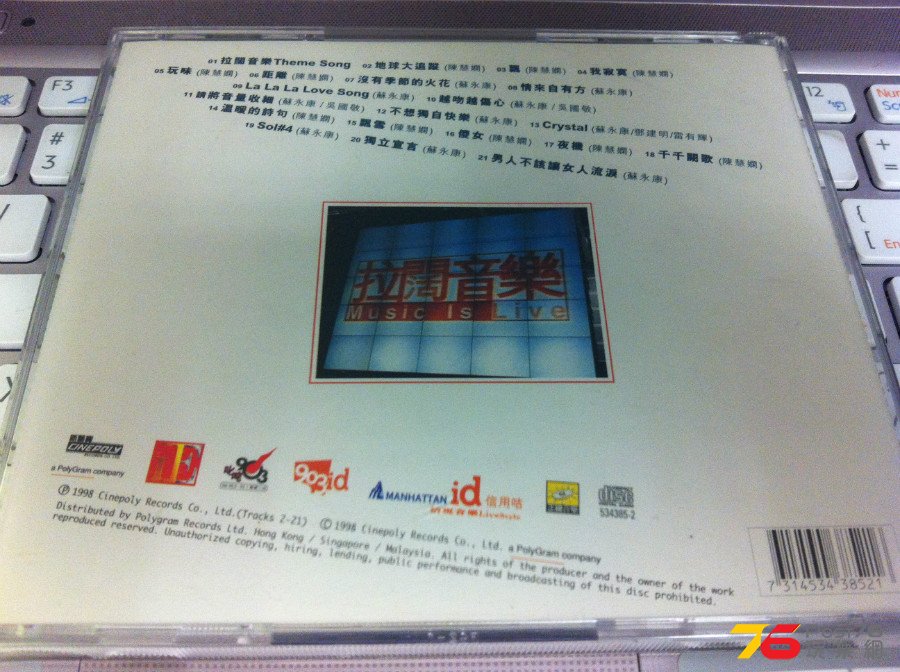 01 拉闊音樂Theme Song 02 地球大追蹤 (陳慧嫻) 03 飄 (陳慧嫻) 04 我寂寞 (陳慧嫻)
05 玩味 (陳慧嫻) 06 距離 (陳慧嫻) 07 沒有季節的火花 (蘇永康) 08 情來自有方 (蘇永康)
09 La La La Love Song (蘇永康) 10 越吻越傷心 (蘇永康/吳國敬)
11 請將音量收細 (蘇永康/吳國敬) 12 不想獨自快樂 (蘇永康) 13 Crystal (蘇永康/鄧建明/雷有輝)
14 溫暖的詩句 (陳慧嫻) 15 飄雪 (陳慧嫻) 16 傻女 (陳慧嫻) 17 夜機 (陳慧嫻) 18 千千闋歌 (陳慧嫻)
19 Sol#4 (蘇永康) 20 獨立宣言 (蘇永康) 21 男人不該讓女人流淚 (蘇永康)
拉闊音樂
Music is Live
CINEPOLY
a PolyGram company
903
903id
MANHATTAN id 信用咭
COMPACT disc
534385-2
℗ 1998 Cinepoly Records Co., Ltd.(Tracks 2-21) © 1998 Cinepoly Records Co., Ltd. a PolyGram company
Distributed by Polygram Records Ltd. Hong Kong / Singapore / Malaysia. All rights of the producer and the owner of the work
reproduced reserved. Unauthorized copying, hiring, lending, public performance and broadcasting of this disc prohibited.
7 314534 38521
F3
#
3
12
Nu
Sc
+
=
{
[
En
76